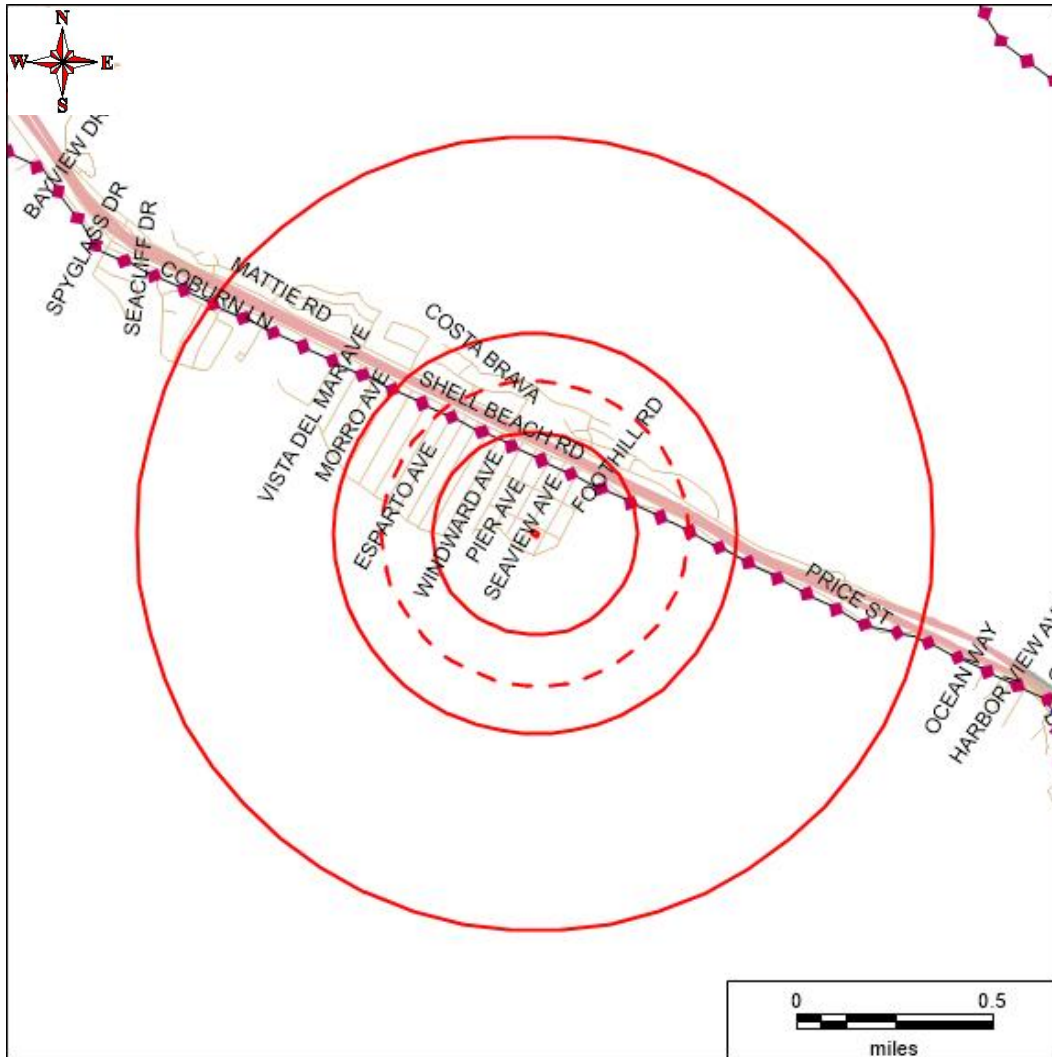 N
W E
S
BAYVIEW DR
SPYGLASS DR
SEACLIFF DR
COBURN LN
MATTIE RD
VISTA DEL MAR AVE
MORRO AVE
COSTA BRAVA
SHELL BEACH RD
ESPARTO AVE
WINDWARD AVE
PIER AVE
SEAVIEW AVE
FOOTHILL RD
PRICE ST
OCEAN WAY
HARBOR VIEW AV
0 0.5
miles